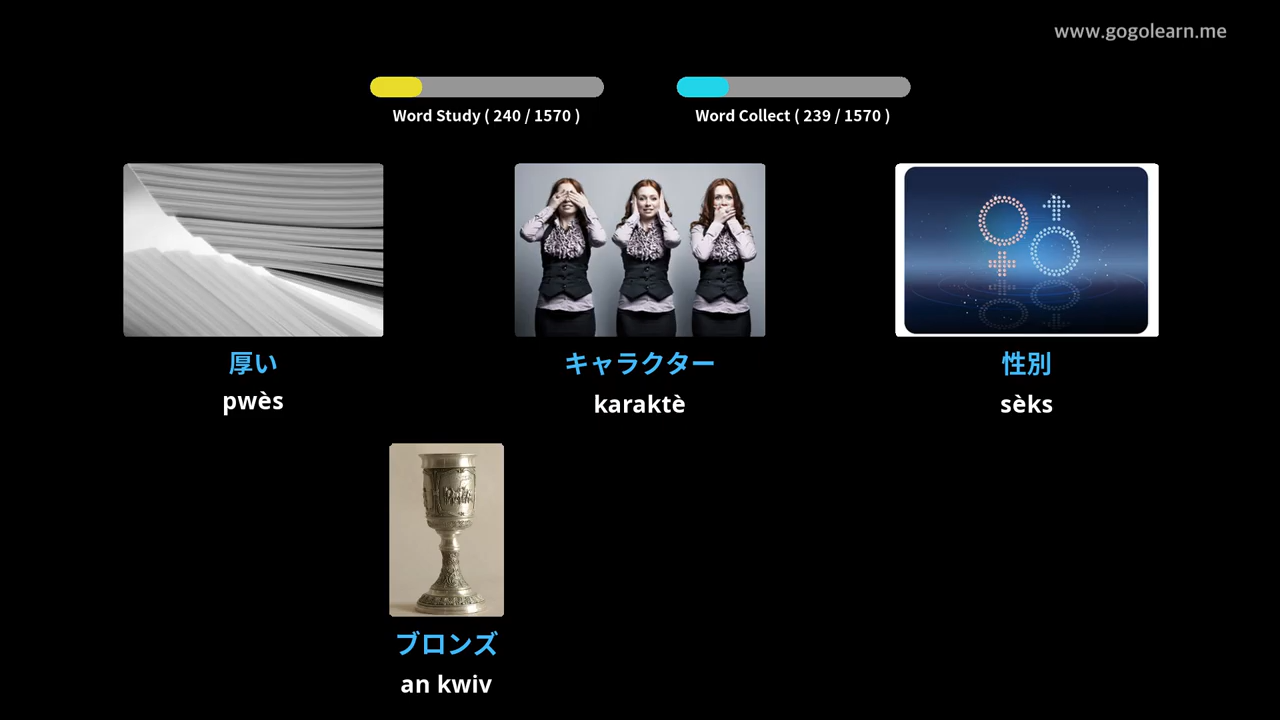 www.gogolearn.me
Word Study ( 240 / 1570 )
Word Collect ( 239 / 1570 )
厚い
pwès
キャラクター
karaktè
性別
sèks
ブロンズ
an kwiv